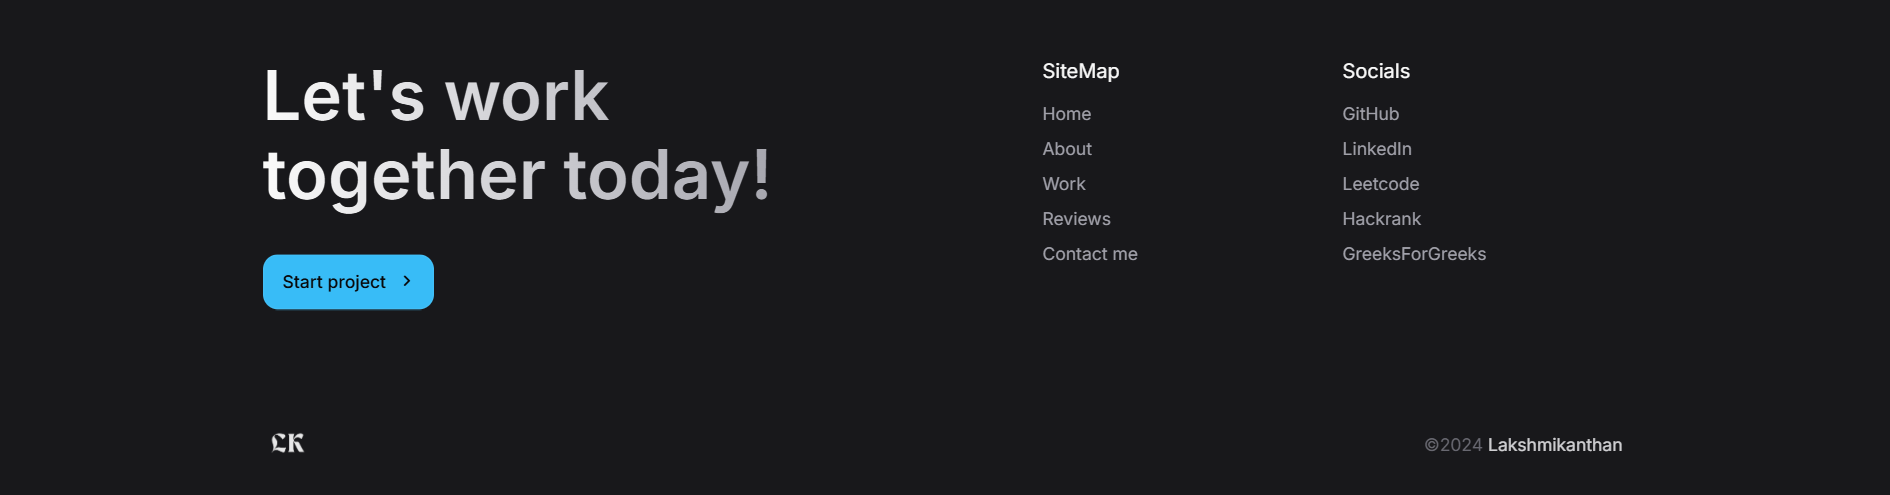 Let's work
together today!
Start project
SiteMap
Home
About
Work
Reviews
Contact me
Socials
GitHub
LinkedIn
Leetcode
Hackrank
GreeksForGreeks
LK
©2024 Lakshmikanthan